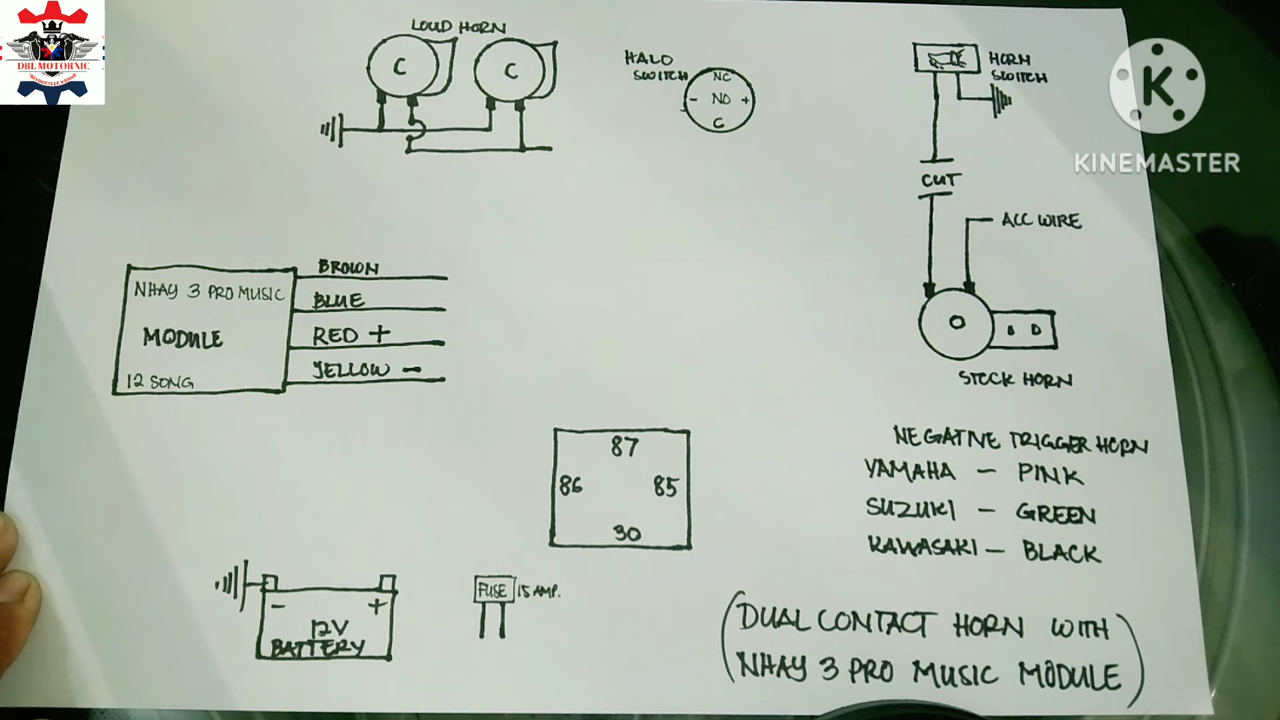 DBL MOTORNIC
LOUD HORN
C
C
HALO
SWITCH
NC
- NO +
C
HORN
SWITCH
KINEMASTER
CUT
ACC WIRE
O
STOCK HORN
NHAY 3 PRO MUSIC
MODULE
12 SONG
BROWN
BLUE
RED +
YELLOW -
87
86 85
30
NEGATIVE TRIGGER HORN
YAMAHA - PINK
SUZUKI - GREEN
KAWASAKI - BLACK
- +
12V
BATTERY
FUSE 15 AMP.
(DUAL CONTACT HORN WITH
NHAY 3 PRO MUSIC MODULE)